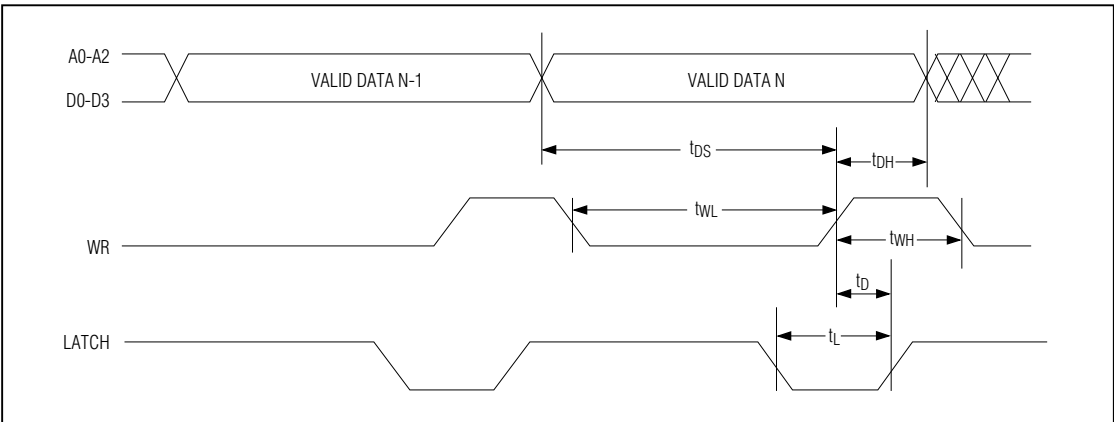 A0-A2
VALID DATA N-1
VALID DATA N
D0-D3
tDS
tDH
tWL
WR
tWH
tD
LATCH
tL